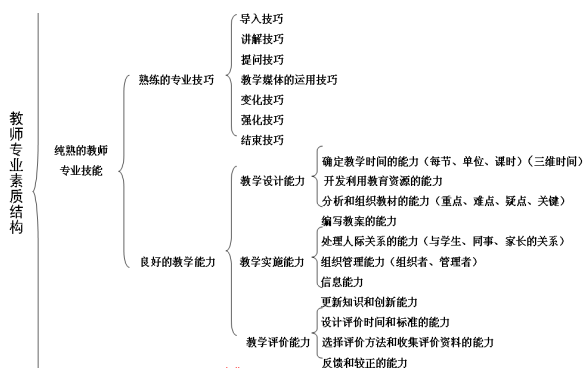 教师专业素质结构
纯熟的教师
专业技能
熟练的专业技巧
导入技巧
讲解技巧
提问技巧
教学媒体的运用技巧
变化技巧
强化技巧
结束技巧
良好的教学能力
教学设计能力
确定教学时间的能力（每节、单位、课时）（三维时间）
开发利用教育资源的能力
分析和组织教材的能力（重点、难点、疑点、关键）
编写教案的能力
教学实施能力
处理人际关系的能力（与学生、同事、家长的关系）
组织管理能力（组织者、管理者）
信息能力
更新知识和创新能力
教学评价能力
设计评价时间和标准的能力
选择评价方法和收集评价资料的能力
反馈和较正的能力